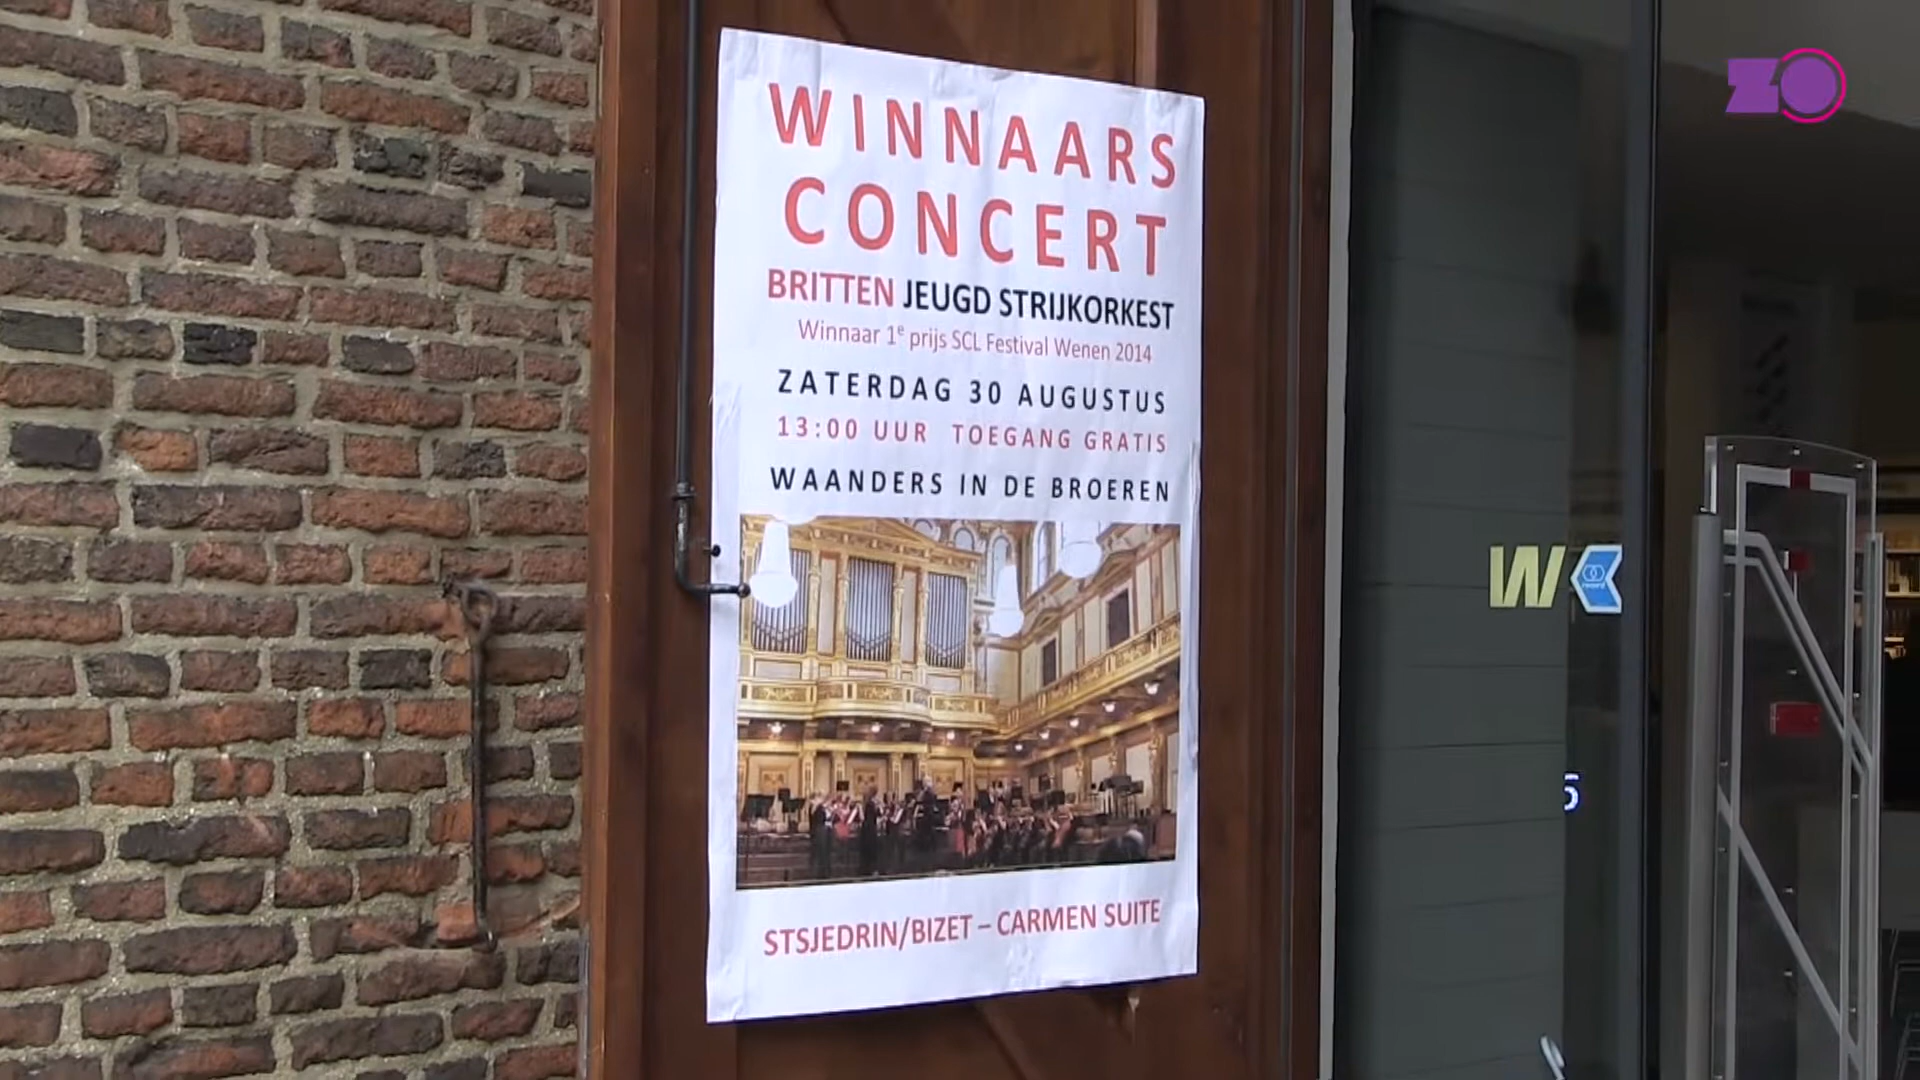 WINNAARS
CONCERT
BRITTEN JEUGD STRIJKORKEST
Winnaar 1e prijs SCL Festival Wenen 2014
ZATERDAG 30 AUGUSTUS
13:00 UUR TOEGANG GRATIS
WAANDERS IN DE BROEREN
STSJEDRIN/BIZET – CARMEN SUITE
ZO
W
5